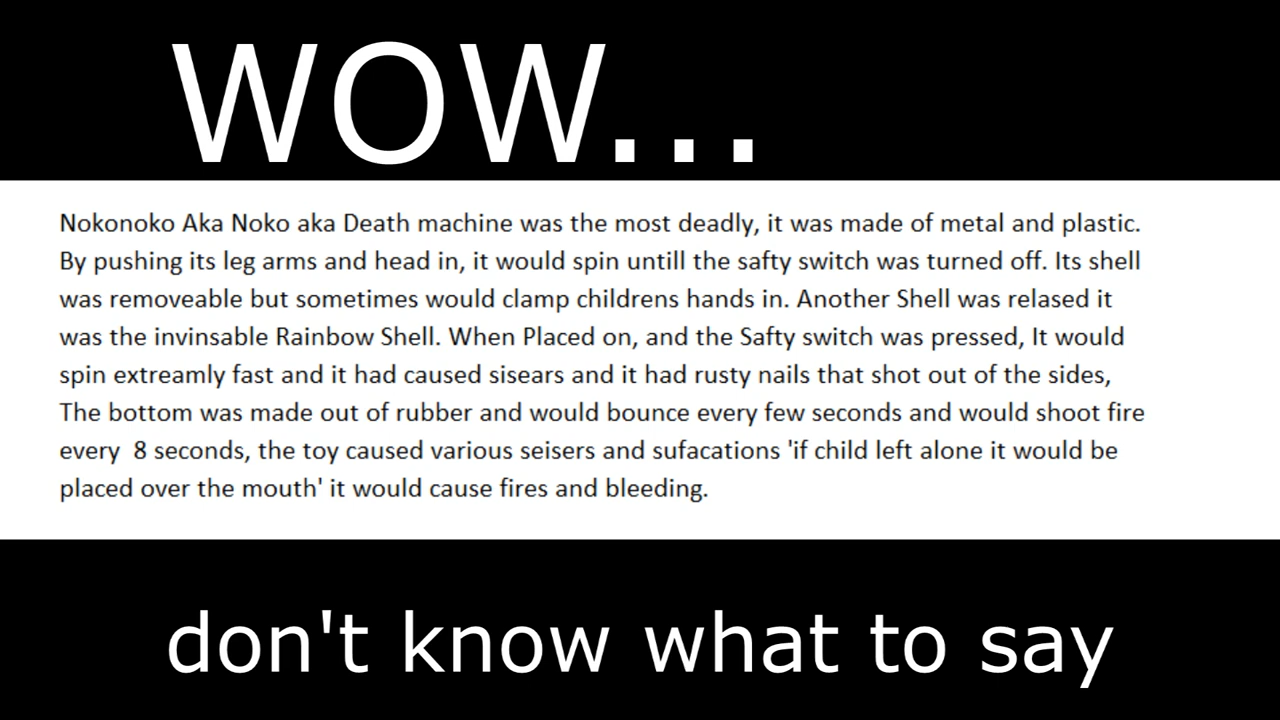 WOW...
Nokonoko Aka Noko aka Death machine was the most deadly, it was made of metal and plastic.
By pushing its leg arms and head in, it would spin untill the safty switch was turned off. Its shell
was removeable but sometimes would clamp childrens hands in. Another Shell was relased it
was the invinsable Rainbow Shell. When Placed on, and the Safty switch was pressed, It would
spin extreamly fast and it had caused sisears and it had rusty nails that shot out of the sides,
The bottom was made out of rubber and would bounce every few seconds and would shoot fire
every  8 seconds, the toy caused various seisers and sufacations 'if child left alone it would be
placed over the mouth' it would cause fires and bleeding.
don't know what to say